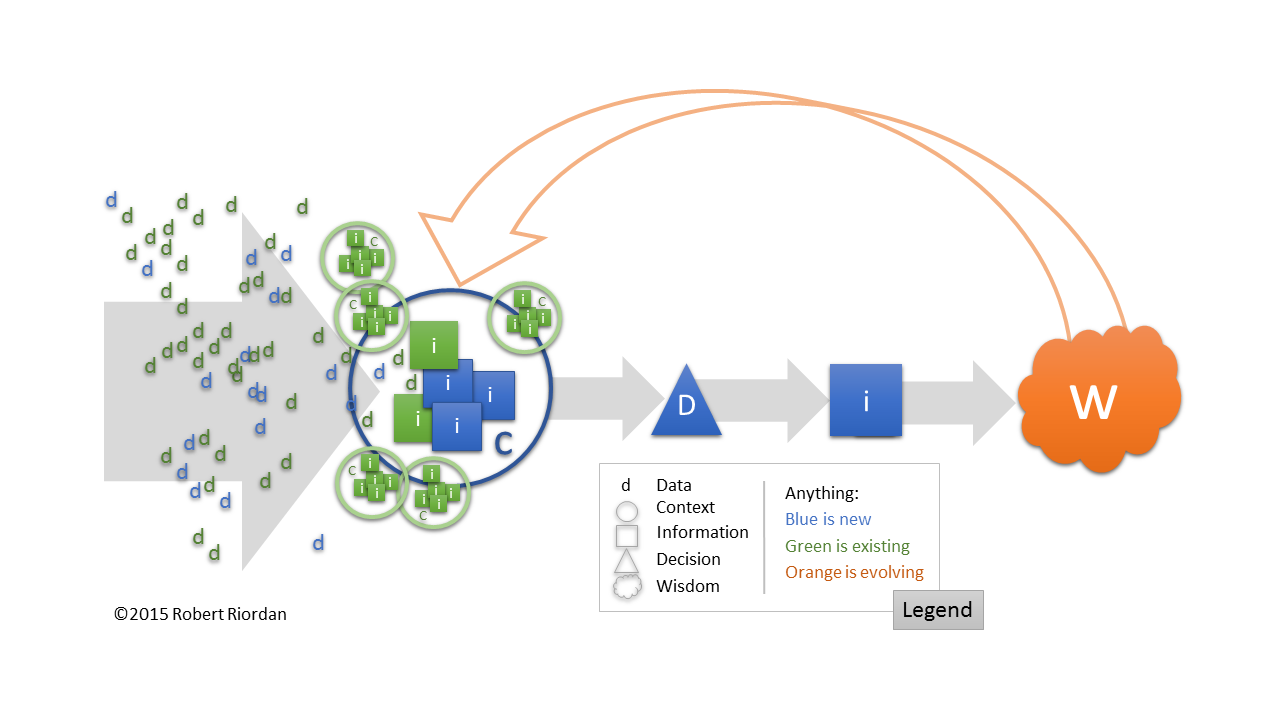 d d d d d d
d d d d d d
d d d d d d d
d d d d d d d
d d d d d d d
d d d d d d d
d d d d d d d
d d d d d d
d d d d d d
i C i i i i
i C i i i i
i C i i i i
i C i i i i
i i i i i C
i
i i
i i
C
D
i
W
d Data
Context
Information
Decision
Wisdom
Anything:
Blue is new
Green is existing
Orange is evolving
Legend
©2015 Robert Riordan